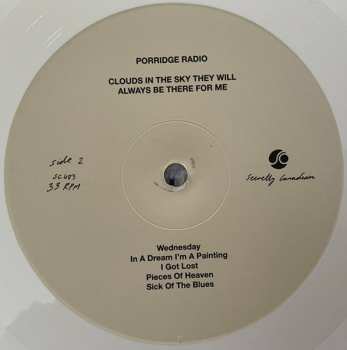 PORRIDGE RADIO
CLOUDS IN THE SKY THEY WILL
ALWAYS BE THERE FOR ME
side 2
SC483
33 RPM
Secretly Canadian
Wednesday
In A Dream I'm A Painting
I Got Lost
Pieces Of Heaven
Sick Of The Blues